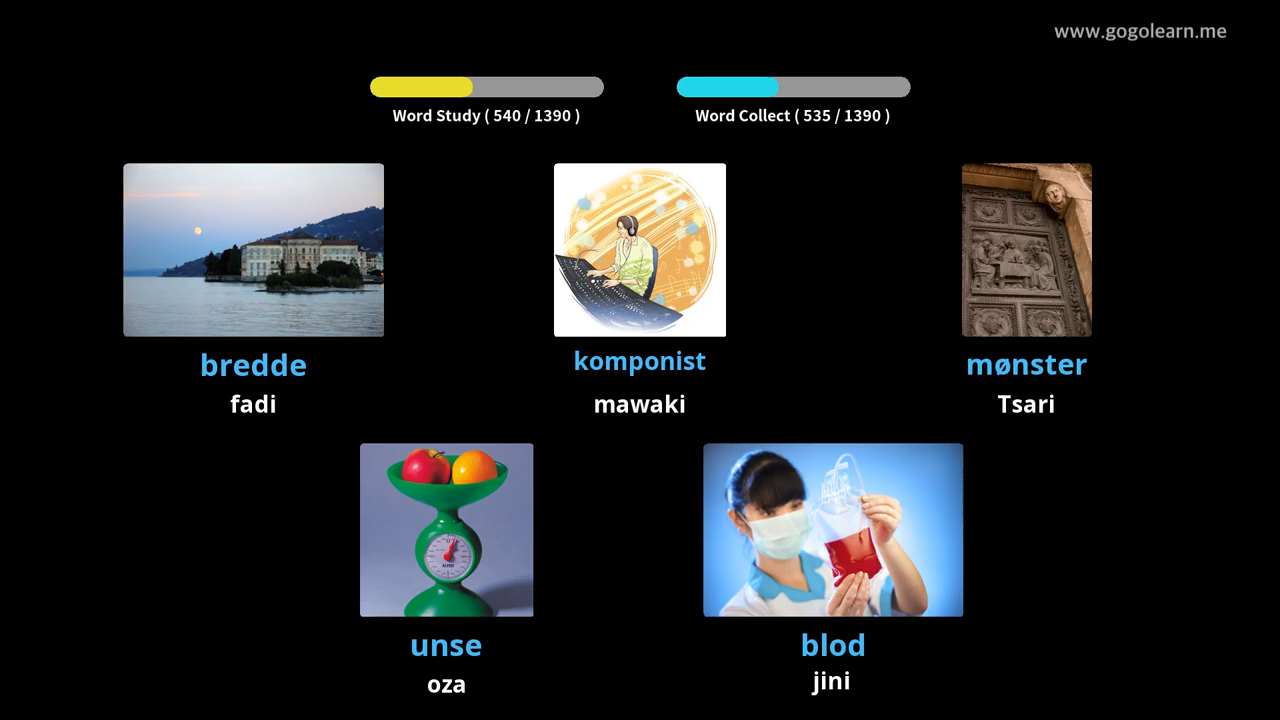 www.gogolearn.me
Word Study ( 540 / 1390 )
Word Collect ( 535 / 1390 )
bredde
komponist
mønster
fadi
mawaki
Tsari
unse
blod
oza
jini